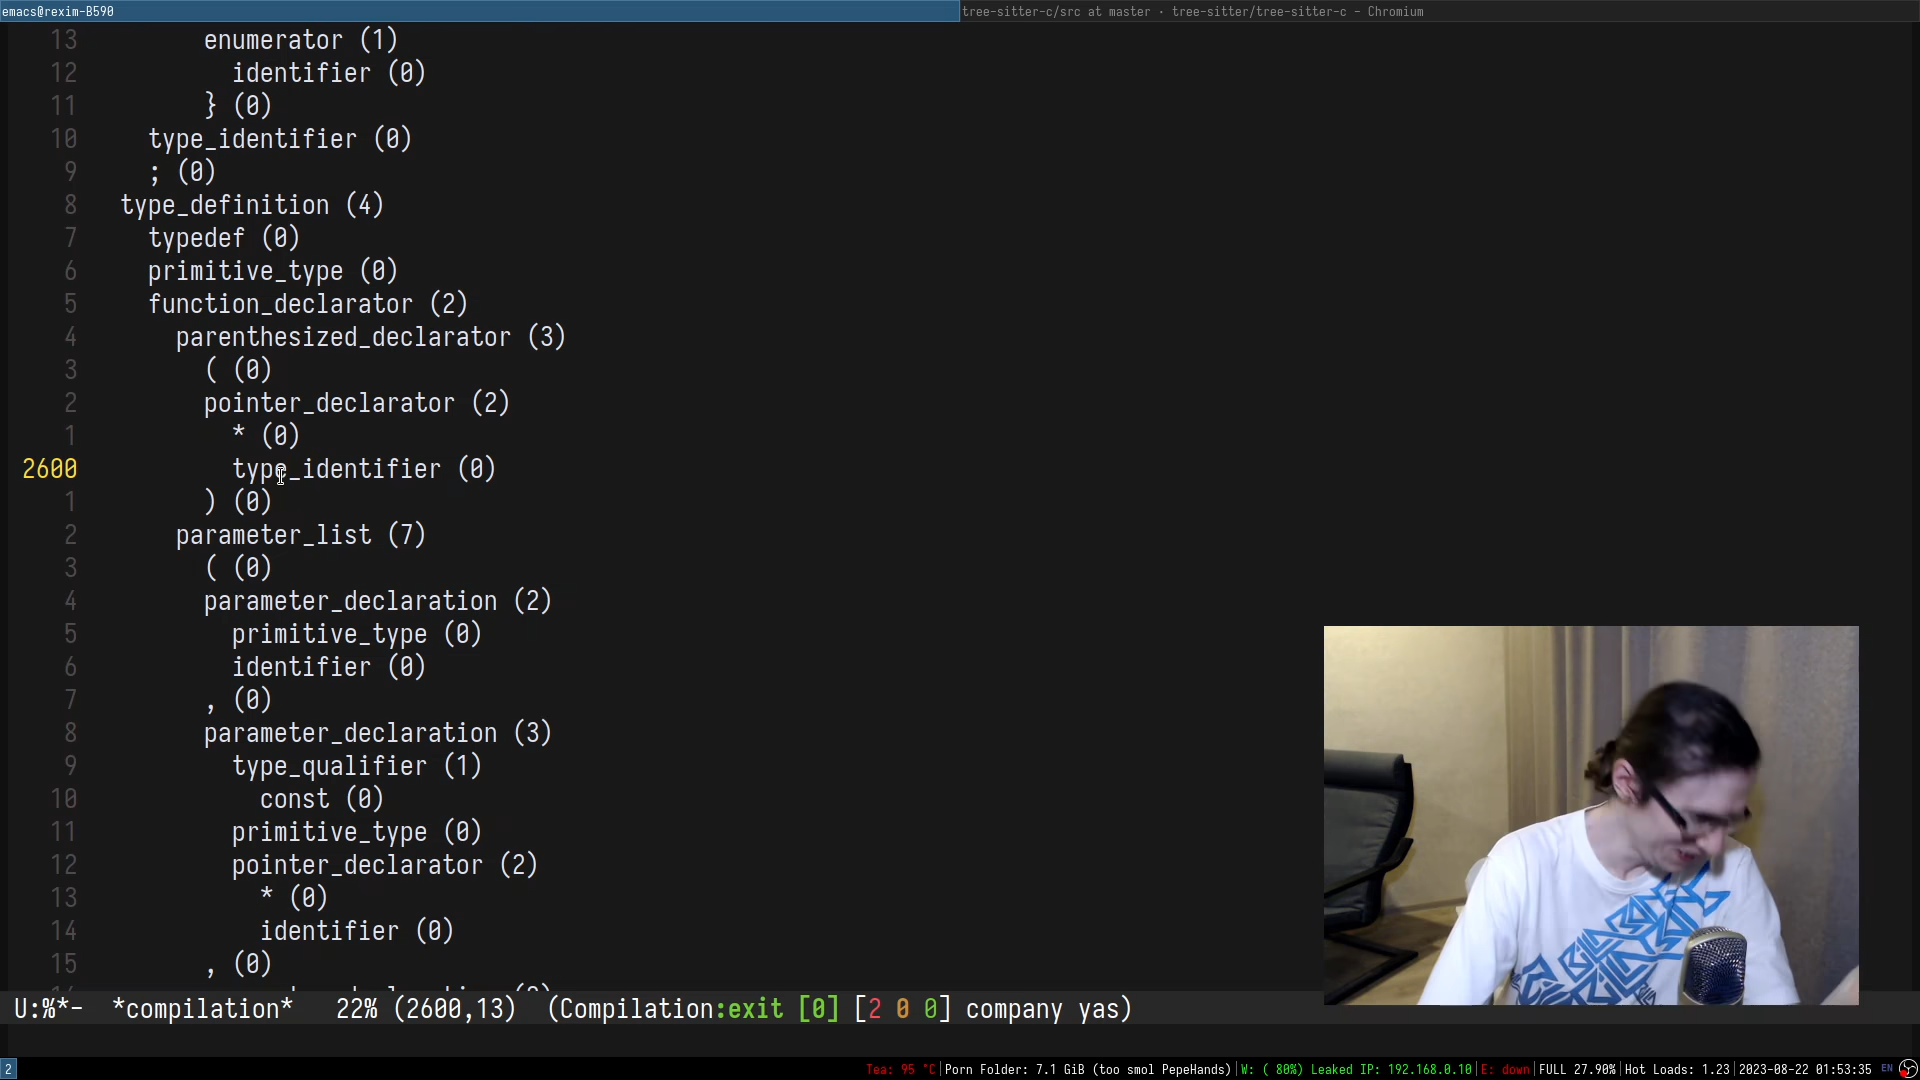 emacs@rexim-B590
tree-sitter-c/src at master · tree-sitter/tree-sitter-c - Chromium
13 enumerator (1)
12 identifier (0)
11 } (0)
10 type_identifier (0)
9 ; (0)
8 type_definition (4)
7 typedef (0)
6 primitive_type (0)
5 function_declarator (2)
4 parenthesized_declarator (3)
3 ( (0)
2 pointer_declarator (2)
1 * (0)
2600 type_identifier (0)
1 ) (0)
2 parameter_list (7)
3 ( (0)
4 parameter_declaration (2)
5 primitive_type (0)
6 identifier (0)
7 , (0)
8 parameter_declaration (3)
9 type_qualifier (1)
10 const (0)
11 primitive_type (0)
12 pointer_declarator (2)
13 * (0)
14 identifier (0)
15 , (0)
U:%*- *compilation* 22% (2600,13) (Compilation:exit [0] [2 0 0] company yas)
2 Tea: 95 °C|Porn Folder: 7.1 GiB (too smol PepeHands)|W: ( 80%) Leaked IP: 192.168.0.10|E: down|FULL 27.90%|Hot Loads: 1.23|2023-08-22 01:53:35 EN